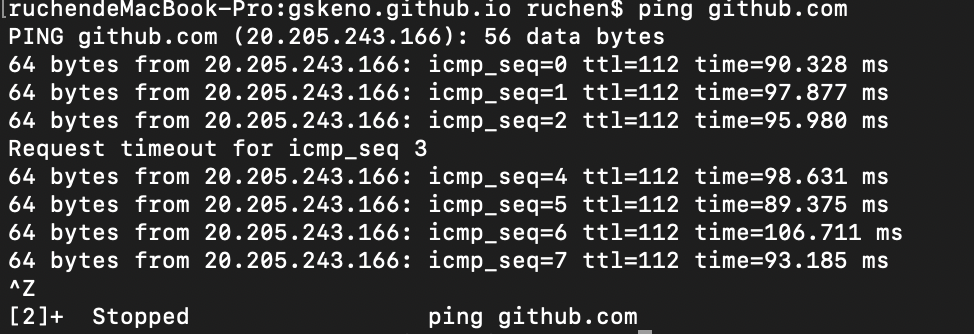 [ruchendeMacBook-Pro:gskeno.github.io ruchen$ ping github.com
PING github.com (20.205.243.166): 56 data bytes
64 bytes from 20.205.243.166: icmp_seq=0 ttl=112 time=90.328 ms
64 bytes from 20.205.243.166: icmp_seq=1 ttl=112 time=97.877 ms
64 bytes from 20.205.243.166: icmp_seq=2 ttl=112 time=95.980 ms
Request timeout for icmp_seq 3
64 bytes from 20.205.243.166: icmp_seq=4 ttl=112 time=98.631 ms
64 bytes from 20.205.243.166: icmp_seq=5 ttl=112 time=89.375 ms
64 bytes from 20.205.243.166: icmp_seq=6 ttl=112 time=106.711 ms
64 bytes from 20.205.243.166: icmp_seq=7 ttl=112 time=93.185 ms
^Z
[2]+  Stopped                 ping github.com